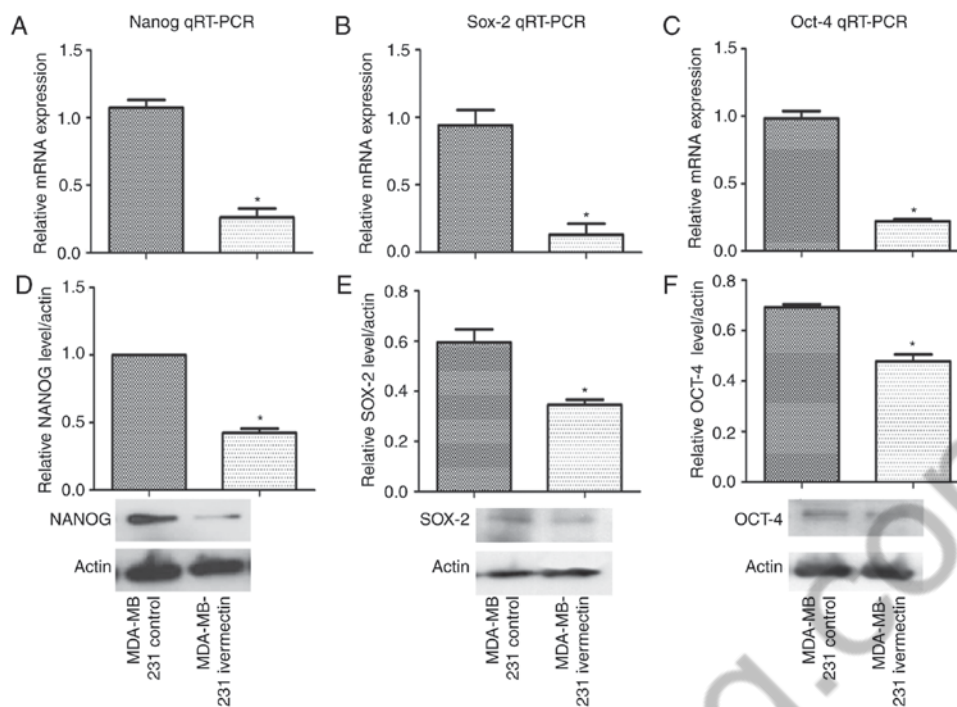 A
Nanog qRT-PCR
Relative mRNA expression
1.5
1.0
0.5
0.0
*
B
Sox-2 qRT-PCR
Relative mRNA expression
1.5
1.0
0.5
0.0
*
C
Oct-4 qRT-PCR
Relative mRNA expression
1.5
1.0
0.5
0.0
*
D
Relative NANOG level/actin
1.5
1.0
0.5
0.0
*
NANOG
Actin
MDA-MB
231 control
MDA-MB-
231 ivermectin
E
Relative SOX-2 level/actin
0.8
0.6
0.4
0.2
0.0
*
SOX-2
Actin
MDA-MB
231 control
MDA-MB-
231 ivermectin
F
Relative OCT-4 level/actin
0.8
0.6
0.4
0.2
0.0
*
OCT-4
Actin
MDA-MB
231 control
MDA-MB-
231 ivermectin